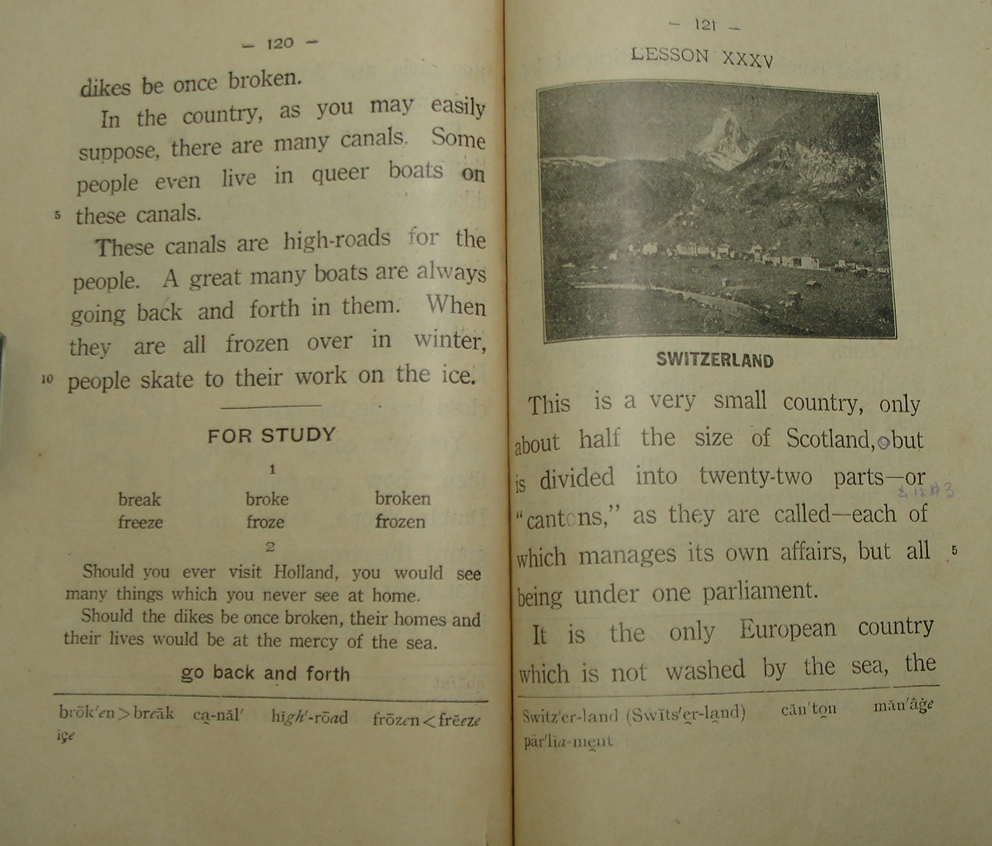 — 120 —
dikes be once broken.
In the country, as you may easily
suppose, there are many canals. Some
people even live in queer boats on
5 these canals.
These canals are high-roads for the
people. A great many boats are always
going back and forth in them. When
they are all frozen over in winter,
10 people skate to their work on the ice.
FOR STUDY
1
break broke broken
freeze froze frozen
2
Should you ever visit Holland, you would see
many things which you never see at home.
Should the dikes be once broken, their homes and
their lives would be at the mercy of the sea.
go back and forth
brōk'en > breāk ca̤-năl' hīgh'-rōad frōzen < frēeze
īçe
— 121 —
LESSON XXXV
SWITZERLAND
This is a very small country, only
about half the size of Scotland, but
is divided into twenty-two parts—or
“cantons,” as they are called—each of
which manages its own affairs, but all 5
being under one parliament.
It is the only European country
which is not washed by the sea, the
Switz'er-land (Swĭts'ẽr-la̤nd) căn'to̤n măn'âge
pär'lia-me̤nt